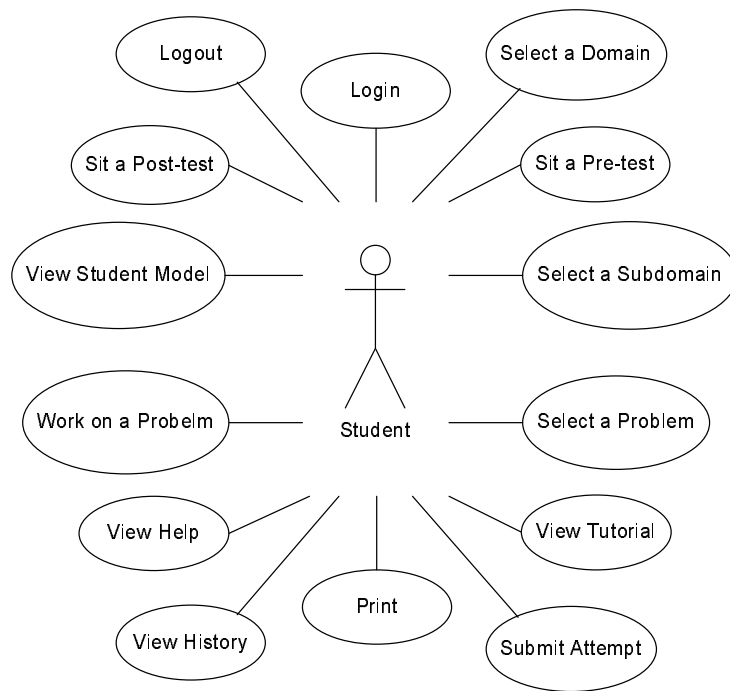 Logout
Select a Domain
Login
Sit a Post-test
Sit a Pre-test
View Student Model
Select a Subdomain
Work on a Probelm
Student
Select a Problem
View Help
View Tutorial
Print
View History
Submit Attempt